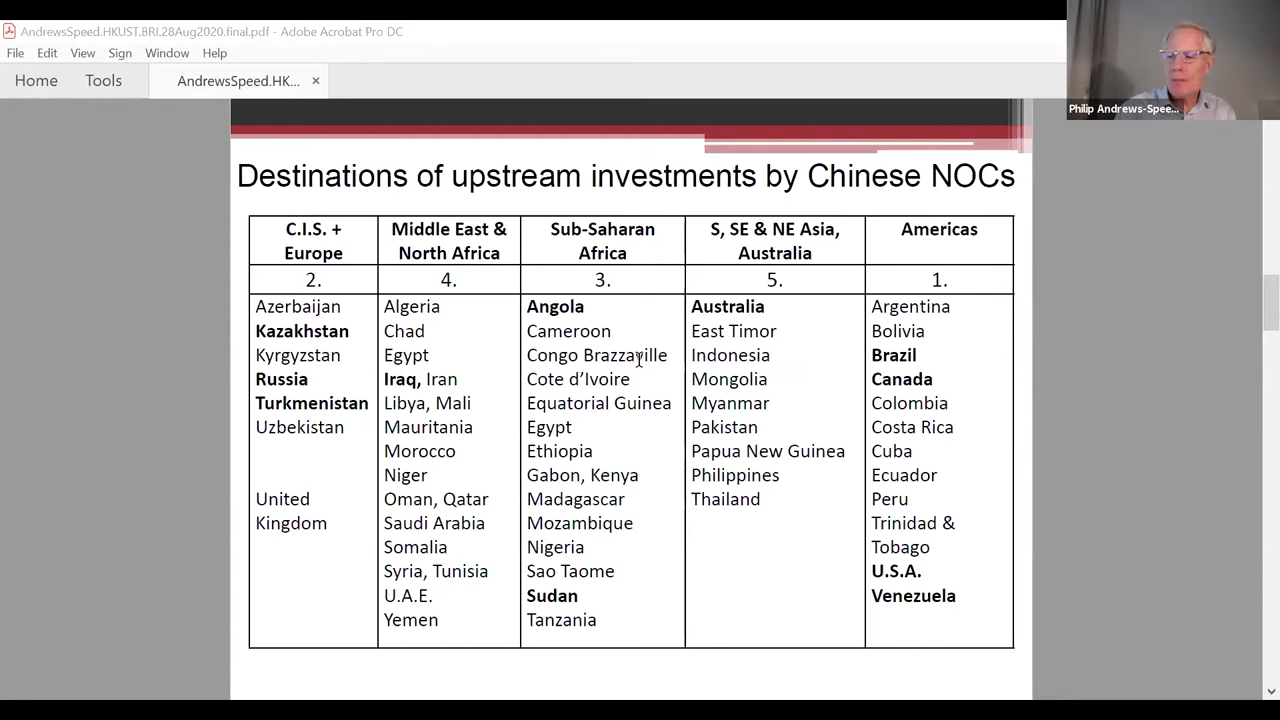 AndrewsSpeed.HKUST.BRI.28Aug2020.final.pdf - Adobe Acrobat Pro DC
File Edit View Sign Window Help
Home Tools AndrewsSpeed.HK... ×
Philip Andrews-Spee...
Destinations of upstream investments by Chinese NOCs
C.I.S. +
Europe
Middle East &
North Africa
Sub-Saharan
Africa
S, SE & NE Asia,
Australia
Americas
2.
4.
3.
5.
1.
Azerbaijan
Kazakhstan
Kyrgyzstan
Russia
Turkmenistan
Uzbekistan
United
Kingdom
Algeria
Chad
Egypt
Iraq, Iran
Libya, Mali
Mauritania
Morocco
Niger
Oman, Qatar
Saudi Arabia
Somalia
Syria, Tunisia
U.A.E.
Yemen
Angola
Cameroon
Congo Brazzaville
Cote d’Ivoire
Equatorial Guinea
Egypt
Ethiopia
Gabon, Kenya
Madagascar
Mozambique
Nigeria
Sao Taome
Sudan
Tanzania
Australia
East Timor
Indonesia
Mongolia
Myanmar
Pakistan
Papua New Guinea
Philippines
Thailand
Argentina
Bolivia
Brazil
Canada
Colombia
Costa Rica
Cuba
Ecuador
Peru
Trinidad &
Tobago
U.S.A.
Venezuela